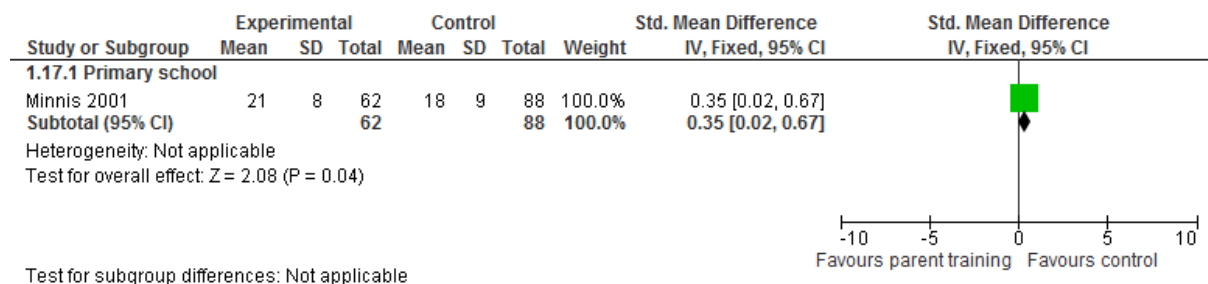 Experimental Control Std. Mean Difference Std. Mean Difference
Study or Subgroup Mean SD Total Mean SD Total Weight IV, Fixed, 95% CI IV, Fixed, 95% CI
1.17.1 Primary school
Minnis 2001 21 8 62 18 9 88 100.0% 0.35 [0.02, 0.67]
Subtotal (95% CI) 62 88 100.0% 0.35 [0.02, 0.67]
Heterogeneity: Not applicable
Test for overall effect: Z = 2.08 (P = 0.04)
-10 -5 0 5 10
Favours parent training Favours control
Test for subgroup differences: Not applicable